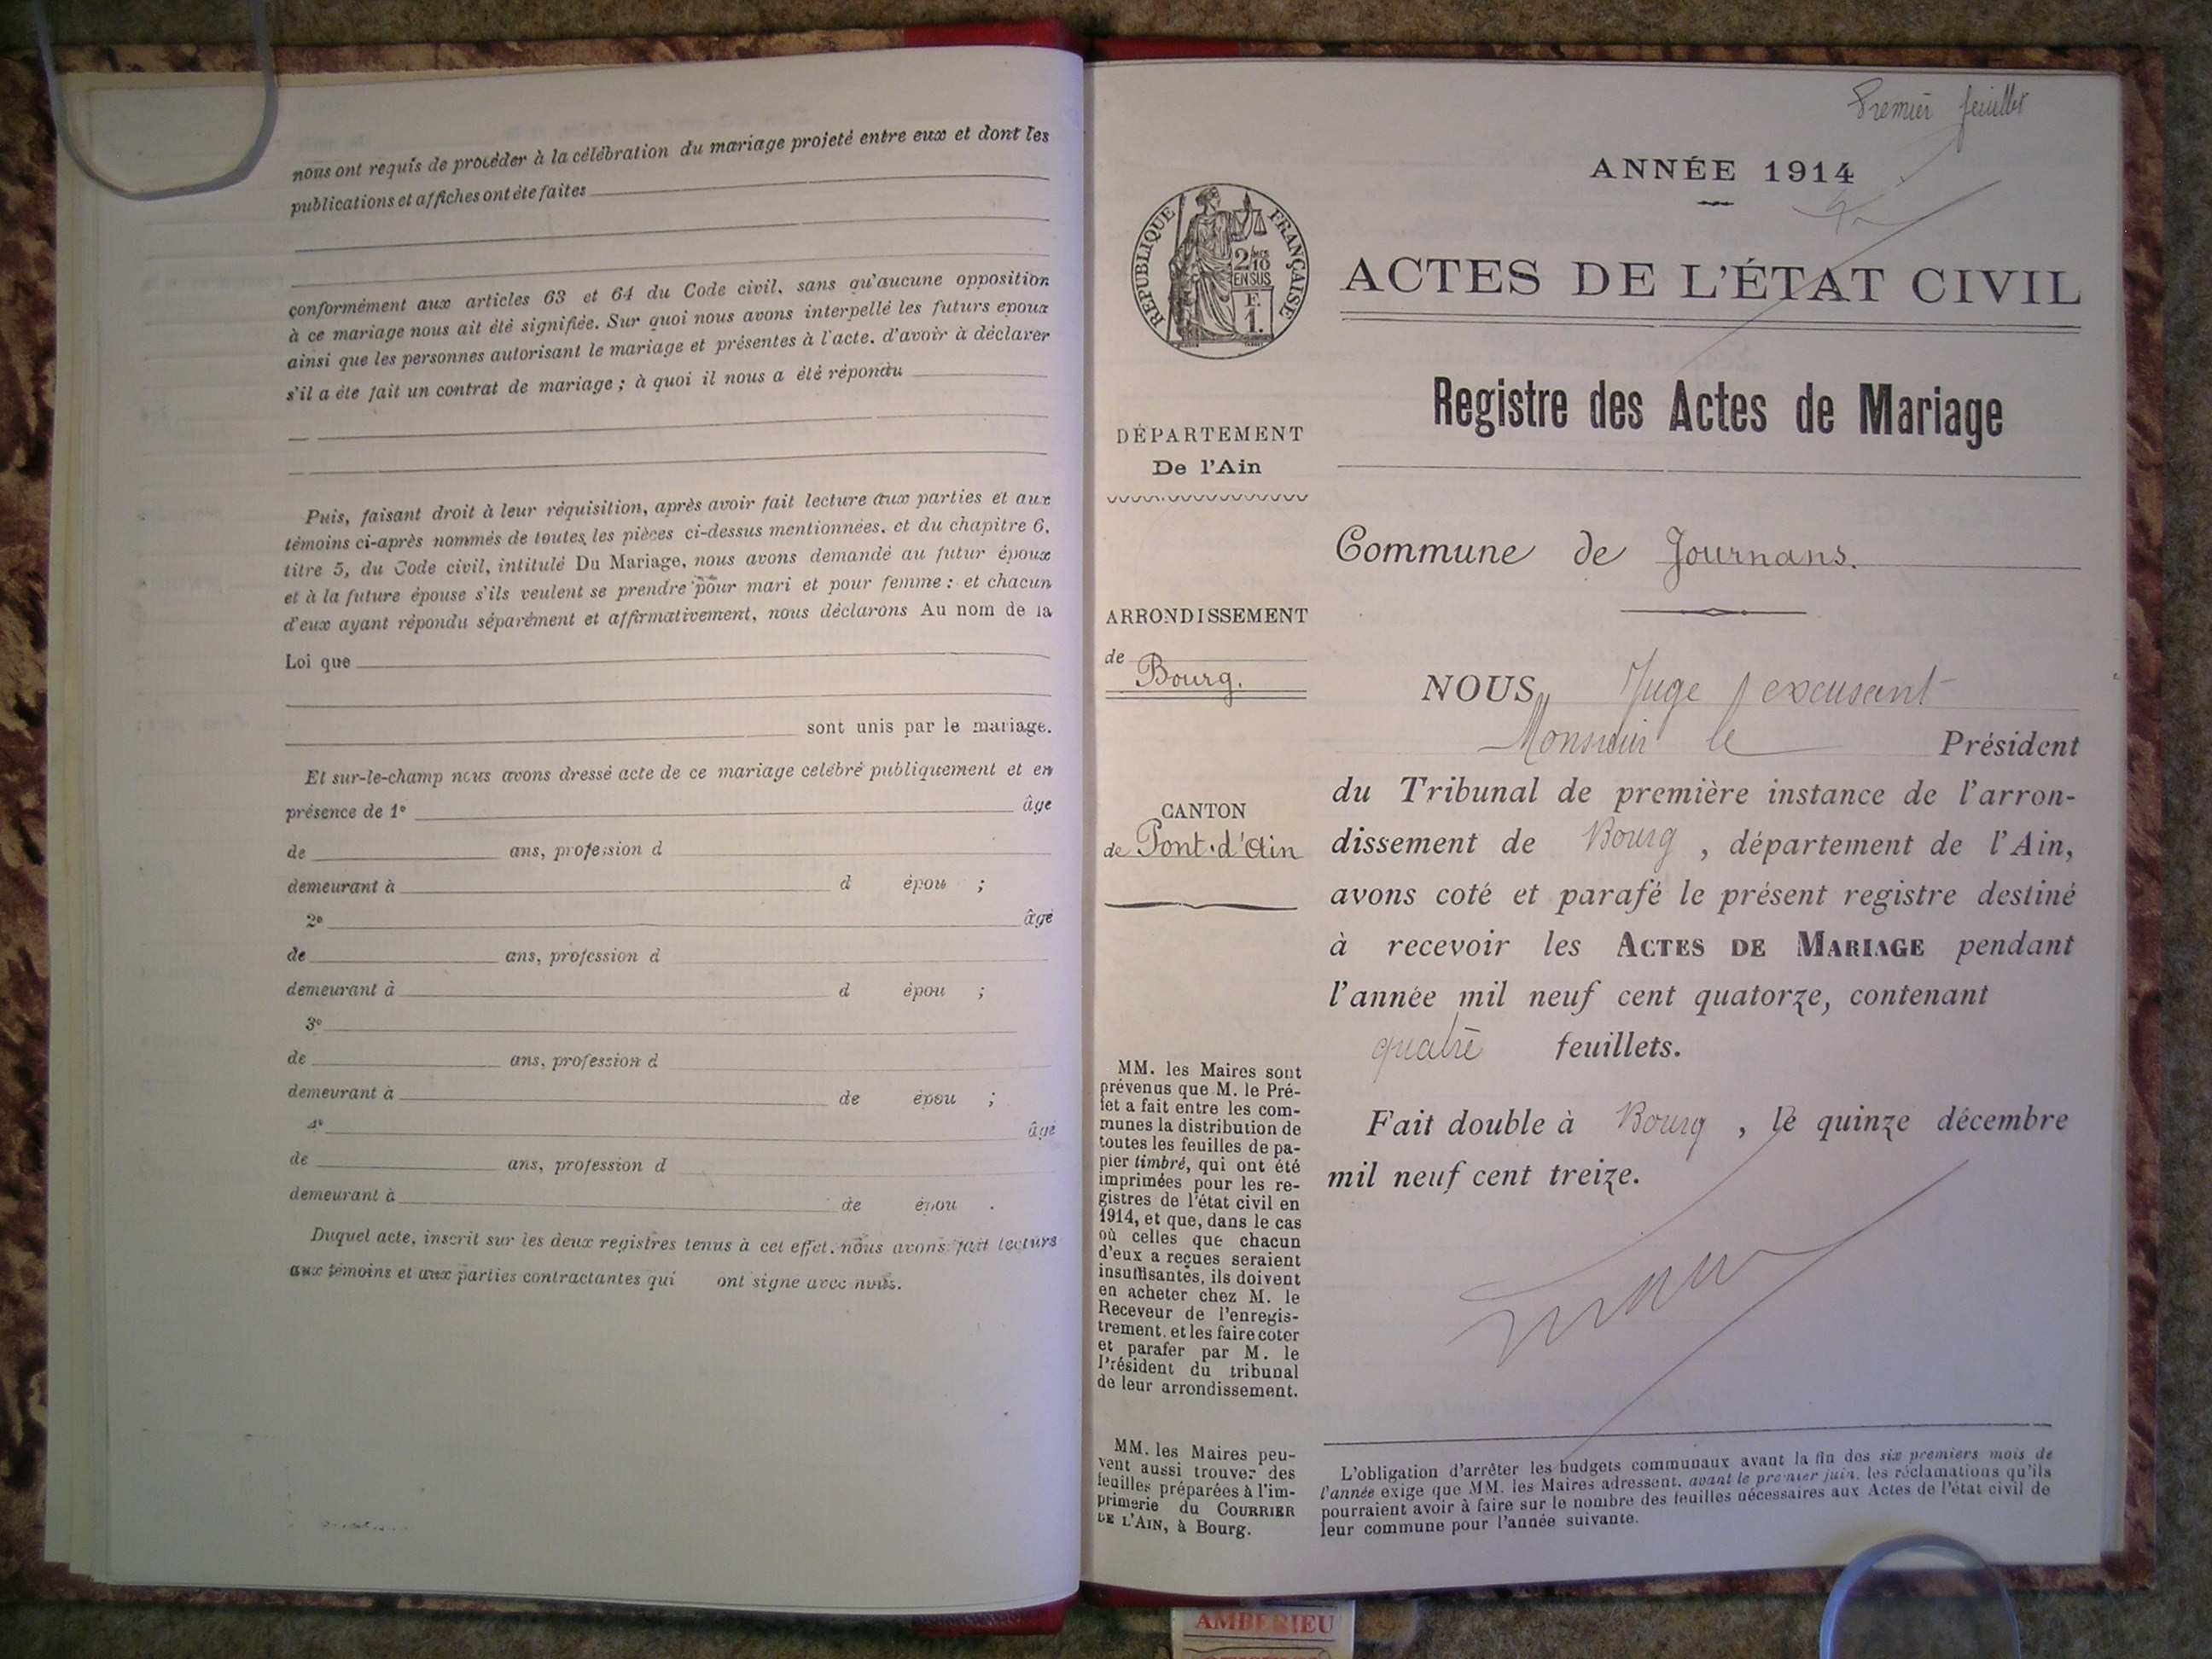 nous ont requis de procéder à la célébration du mariage projeté entre eux et dont les
publications et affiches ont éte faites
conformément aux articles 63 et 64 du Code civil, sans qu'aucune opposition
à ce mariage nous ait été signifiée. Sur quoi nous avons interpellé les futurs epoux
ainsi que les personnes autorisant le mariage et présentes à l'acte, d'avoir à déclarer
s'il a éte fait un contrat de mariage ; à quoi il nous a été répondu
Puis, faisant droit à leur réquisition, après avoir fait lecture aux parties et aux
témoins ci-après nommés de toutes les pièces ci-dessus mentionnées, et du chapitre 6,
titre 5, du Code civil, intitulé Du Mariage, nous avons demandé au futur époux
et à la future épouse s'ils veulent se prendre pour mari et pour femme : et chacun
d'eux ayant répondu séparément et affirmativement, nous déclarons Au nom de la
Loi que
sont unis par le mariage.
Et sur-le-champ nous avons dressé acte de ce mariage celébré publiquement et en
présence de 1° âge
de ans, profession d
demeurant à d épou ;
2° âgé
de ans, profession d
demeurant à d épou ;
3°
de ans, profession d
demeurant à de épou ;
4° âgé
de ans, profession d
demeurant à de épou .
Duquel acte, inscrit sur les deux registres tenus à cet effet, nous avons fait lecture
aux témoins et aux parties contractantes qui ont signe avec nous.
Premier feuillet
ANNÉE 1914
RÉPUBLIQUE FRANÇAISE
2/10
EN SUS
F.
1.
ACTES DE L'ÉTAT CIVIL
Registre des Actes de Mariage
DÉPARTEMENT
De l'Ain
Commune de Journans.
ARRONDISSEMENT
de Bourg.
CANTON
de Pont-d'Ain
NOUS, Juge excusant
Monsieur le Président
du Tribunal de première instance de l'arron-
dissement de Bourg , département de l'Ain,
avons coté et parafé le présent registre destiné
à recevoir les ACTES DE MARIAGE pendant
l'année mil neuf cent quatorze, contenant
quatre feuillets.
Fait double à Bourg , le quinze décembre
mil neuf cent treize.
MM. les Maires sont
prévenus que M. le Pré-
fet a fait entre les com-
munes la distribution de
toutes les feuilles de pa-
pier timbré, qui ont été
imprimées pour les re-
gistres de l'état civil en
1914, et que, dans le cas
où celles que chacun
d'eux a reçues seraient
insuffisantes, ils doivent
en acheter chez M. le
Receveur de l'enregis-
trement, et les faire coter
et parafer par M. le
Président du tribunal
de leur arrondissement.
MM. les Maires peu-
vent aussi trouver des
feuilles préparées à l'im-
primerie du COURRIER
DE L'AIN, à Bourg.
L'obligation d'arrêter les budgets communaux avant la fin des six premiers mois de
l'année exige que MM. les Maires adressent, avant le premier juin, les réclamations qu'ils
pourraient avoir à faire sur le nombre des feuilles nécessaires aux Actes de l'état civil de
leur commune pour l'année suivante.
AMBERIEU